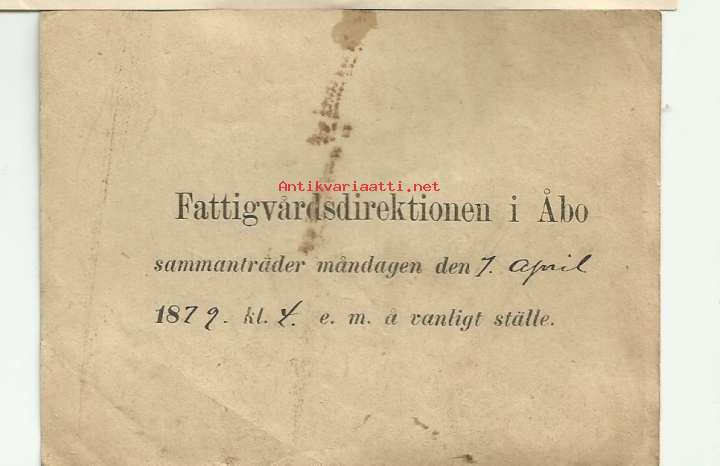 Antikvariaatti.net
Fattigvårdsdirektionen i Åbo
sammanträder måndagen den 7. april
1879. kl. 4. e. m. å vanligt ställe.